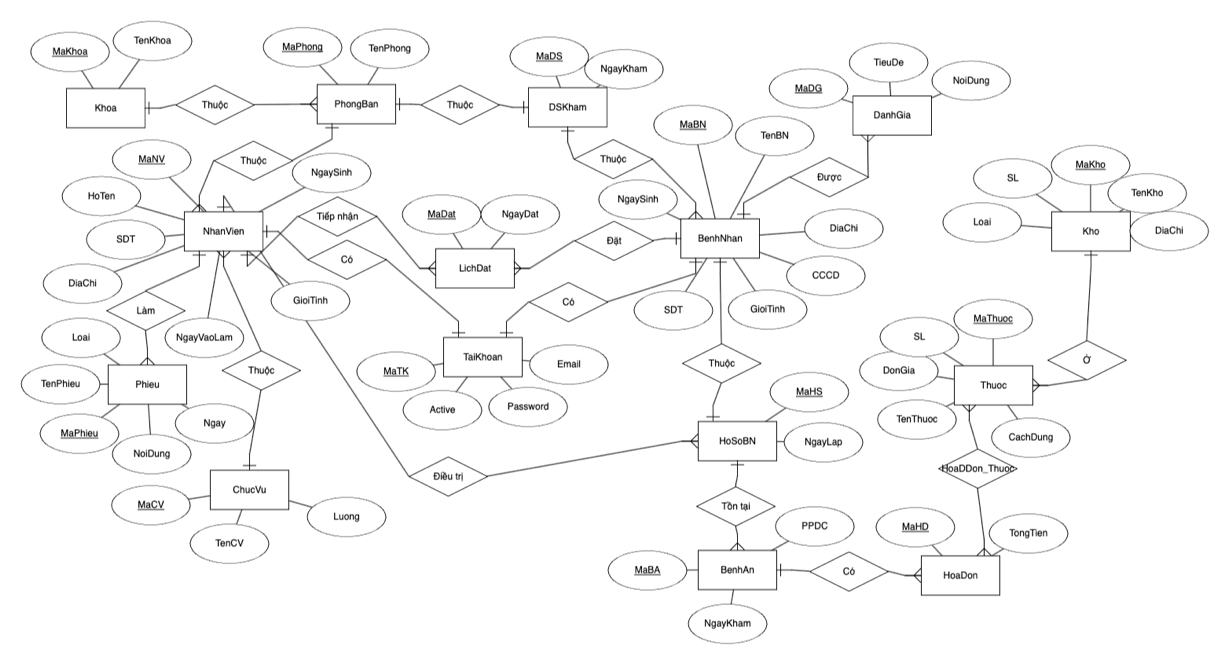 MaKhoa
TenKhoa
Khoa
Thuộc
MaPhong
TenPhong
PhongBan
Thuộc
MaDS
NgayKham
DSKham
Thuộc
MaBN
TenBN
NgaySinh
BenhNhan
DiaChi
CCCD
GioiTinh
SDT
Được
TieuDe
MaDG
NoiDung
DanhGia
MaKho
SL
TenKho
Loai
Kho
DiaChi
Thuộc
MaNV
NgaySinh
HoTen
NhanVien
SDT
DiaChi
GioiTinh
NgayVaoLam
Tiếp nhận
Có
MaDat
NgayDat
LichDat
Đặt
Có
TaiKhoan
MaTK
Email
Active
Password
Làm
Loai
TenPhieu
Phieu
MaPhieu
Ngay
NoiDung
Thuộc
ChucVu
MaCV
Luong
TenCV
Điều trị
Thuộc
MaHS
HoSoBN
NgayLap
Tồn tại
PPDC
MaBA
BenhAn
NgayKham
Có
MaHD
TongTien
HoaDon
HoaDDon_Thuoc
MaThuoc
SL
DonGia
Thuoc
TenThuoc
CachDung
Ở